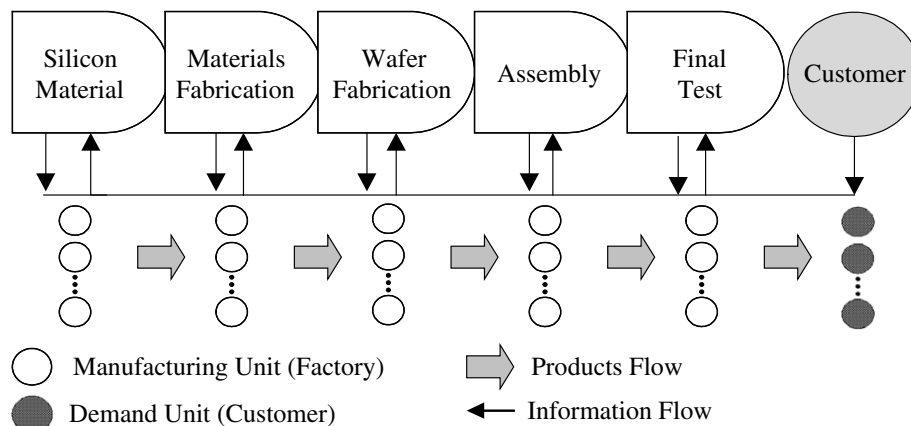 Silicon
Material
Materials
Fabrication
Wafer
Fabrication
Assembly
Final
Test
Customer
Manufacturing Unit (Factory)
Products Flow
Demand Unit (Customer)
Information Flow